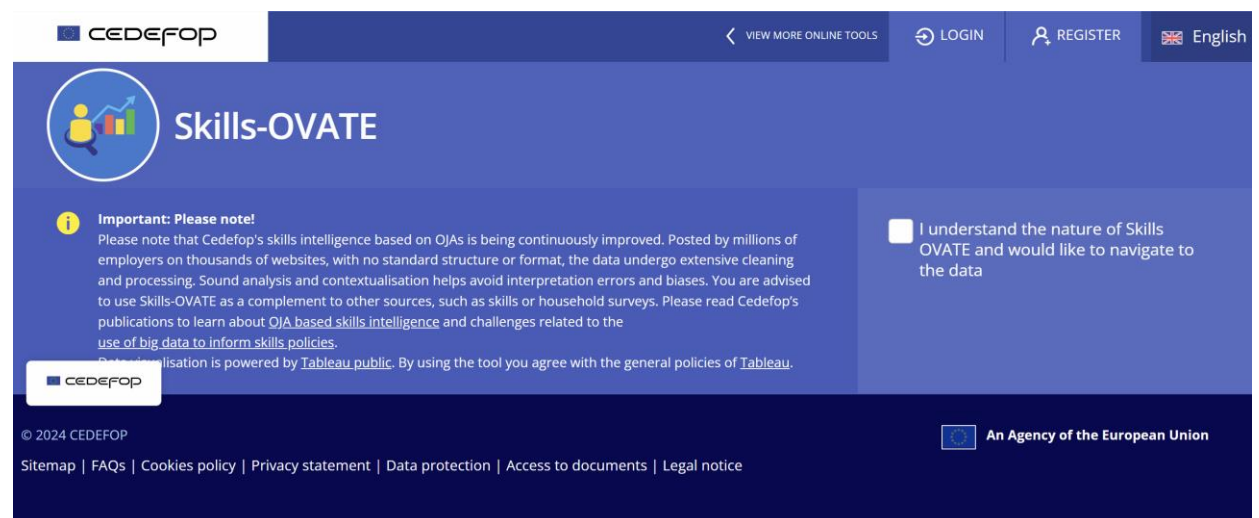 CEDEFOP
VIEW MORE ONLINE TOOLS
LOGIN
REGISTER
English
Skills-OVATE
i
Important: Please note!
Please note that Cedefop's skills intelligence based on OJAs is being continuously improved. Posted by millions of
employers on thousands of websites, with no standard structure or format, the data undergo extensive cleaning
and processing. Sound analysis and contextualisation helps avoid interpretation errors and biases. You are advised
to use Skills-OVATE as a complement to other sources, such as skills or household surveys. Please read Cedefop's
publications to learn about OJA based skills intelligence and challenges related to the
use of big data to inform skills policies.
isation is powered by Tableau public. By using the tool you agree with the general policies of Tableau.
I understand the nature of Skills
OVATE and would like to navigate to
the data
CEDEFOP
© 2024 CEDEFOP
An Agency of the European Union
Sitemap | FAQs | Cookies policy | Privacy statement | Data protection | Access to documents | Legal notice